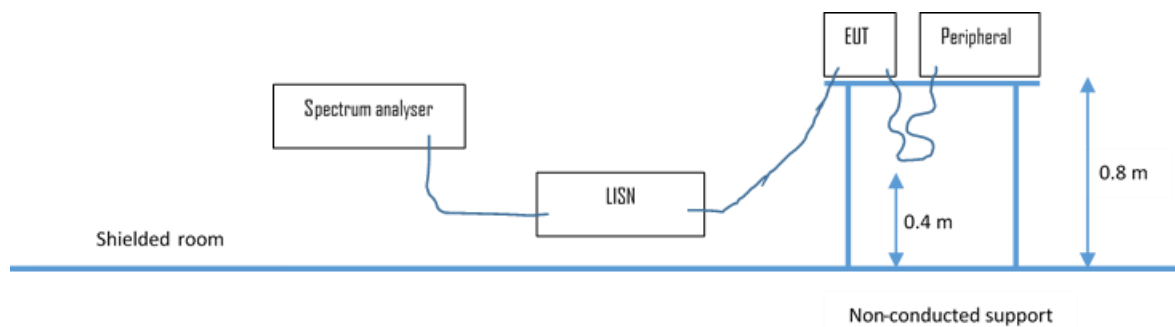 EUT
Peripheral
Spectrum analyser
0.8 m
LISN
0.4 m
Shielded room
Non-conducted support